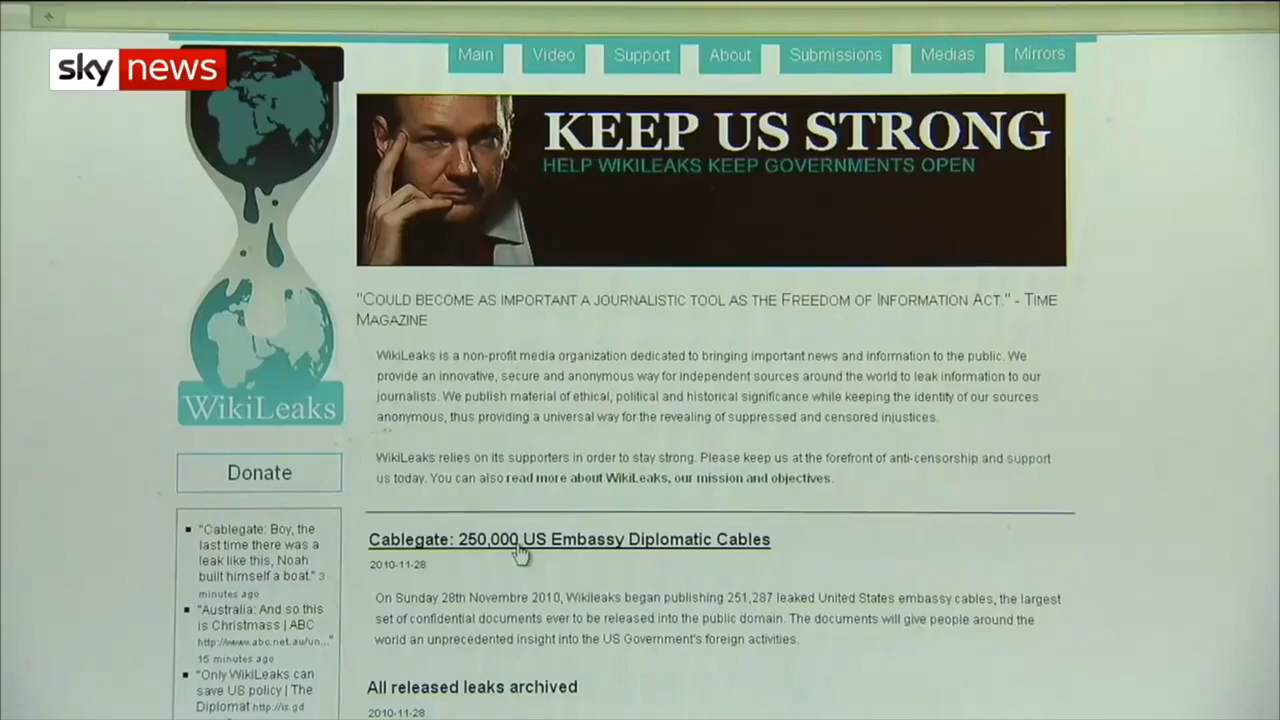 sky news
Main
Video
Support
About
Submissions
Medias
Mirrors
KEEP US STRONG
HELP WIKILEAKS KEEP GOVERNMENTS OPEN
"COULD BECOME AS IMPORTANT A JOURNALISTIC TOOL AS THE FREEDOM OF INFORMATION ACT." - TIME
MAGAZINE
WikiLeaks is a non-profit media organization dedicated to bringing important news and information to the public. We
provide an innovative, secure and anonymous way for independent sources around the world to leak information to our
journalists. We publish material of ethical, political and historical significance while keeping the identity of our sources
anonymous, thus providing a universal way for the revealing of suppressed and censored injustices.
WikiLeaks relies on its supporters in order to stay strong. Please keep us at the forefront of anti-censorship and support
us today. You can also read more about WikiLeaks, our mission and objectives.
WikiLeaks
Donate
"Cablegate: Boy, the
last time there was a
leak like this, Noah
built himself a boat." 3
minutes ago
"Australia: And so this
is Christmass | ABC
http://www.abc.net.au/un..."
15 minutes ago
"Only WikiLeaks can
save US policy | The
Diplomat http://is.gd
Cablegate: 250,000 US Embassy Diplomatic Cables
2010-11-28
On Sunday 28th Novembre 2010, Wikileaks began publishing 251,287 leaked United States embassy cables, the largest
set of confidential documents ever to be released into the public domain. The documents will give people around the
world an unprecedented insight into the US Government's foreign activities.
All released leaks archived
2010-11-28